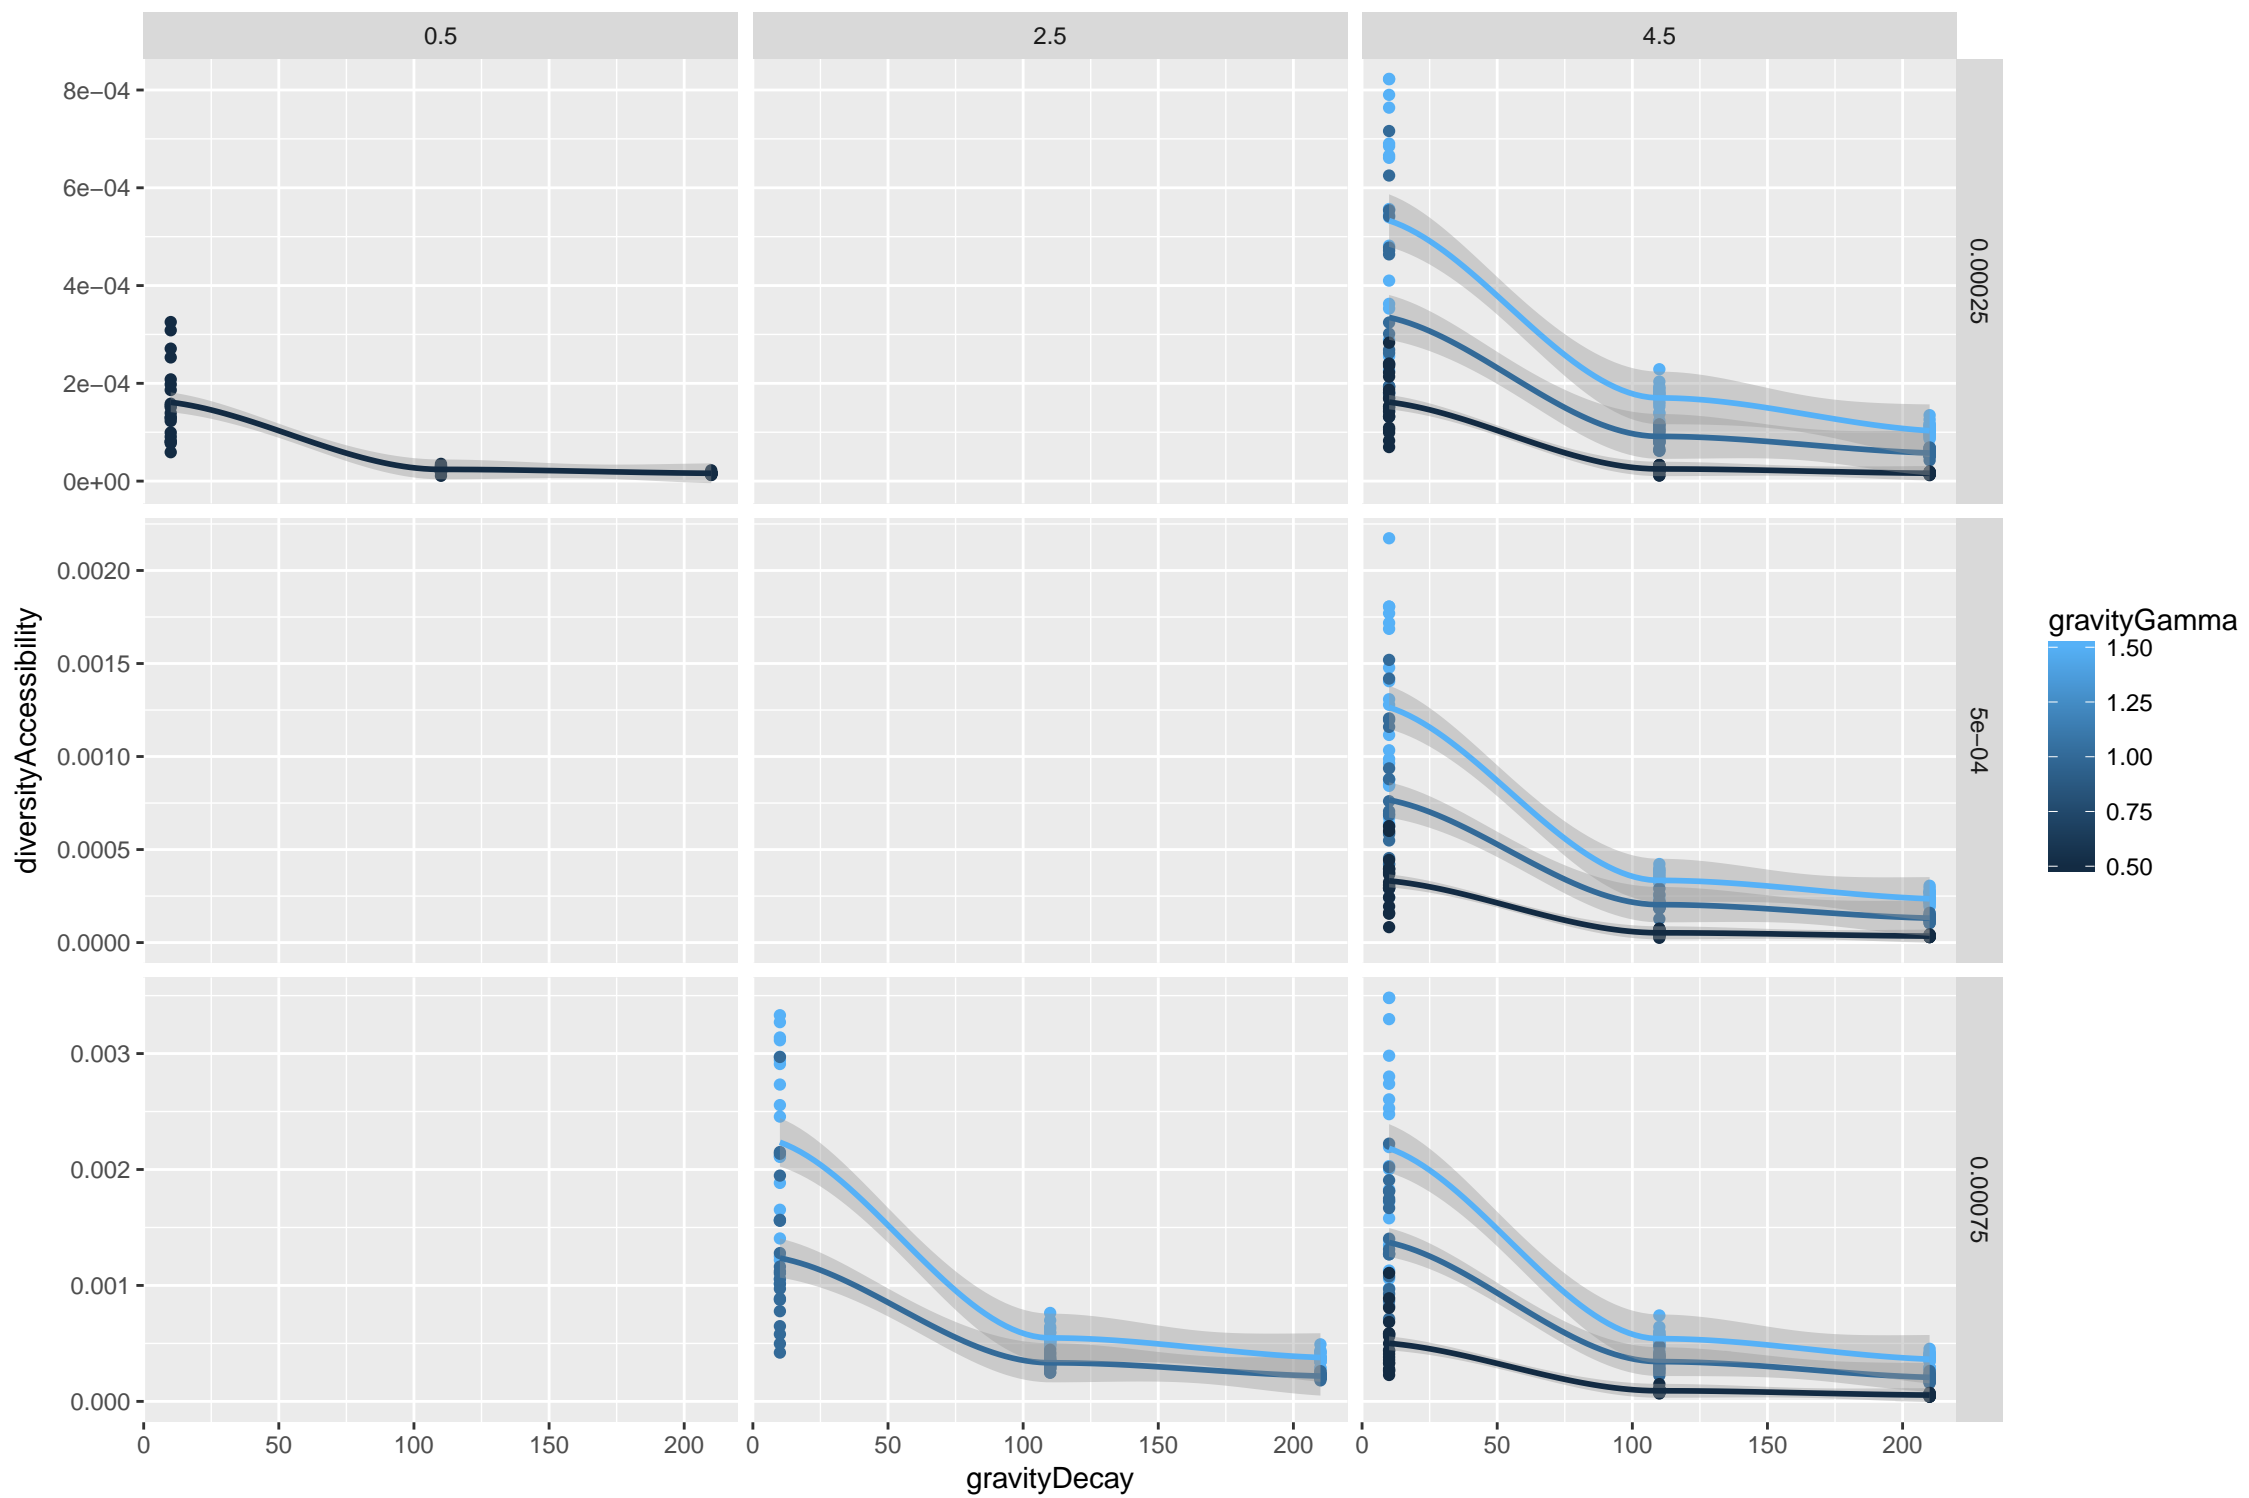 0.5 2.5 4.5
8e−04
6e−04
4e−04
2e−04
0e+00
0.00025
0.0020
0.0015
0.0010
0.0005
0.0000
5e−04
0.003
0.002
0.001
0.000
0.00075
0 50 100 150 200 0 50 100 150 200 0 50 100 150 200
gravityDecay
diversityAccessibility
gravityGamma
1.50
1.25
1.00
0.75
0.50